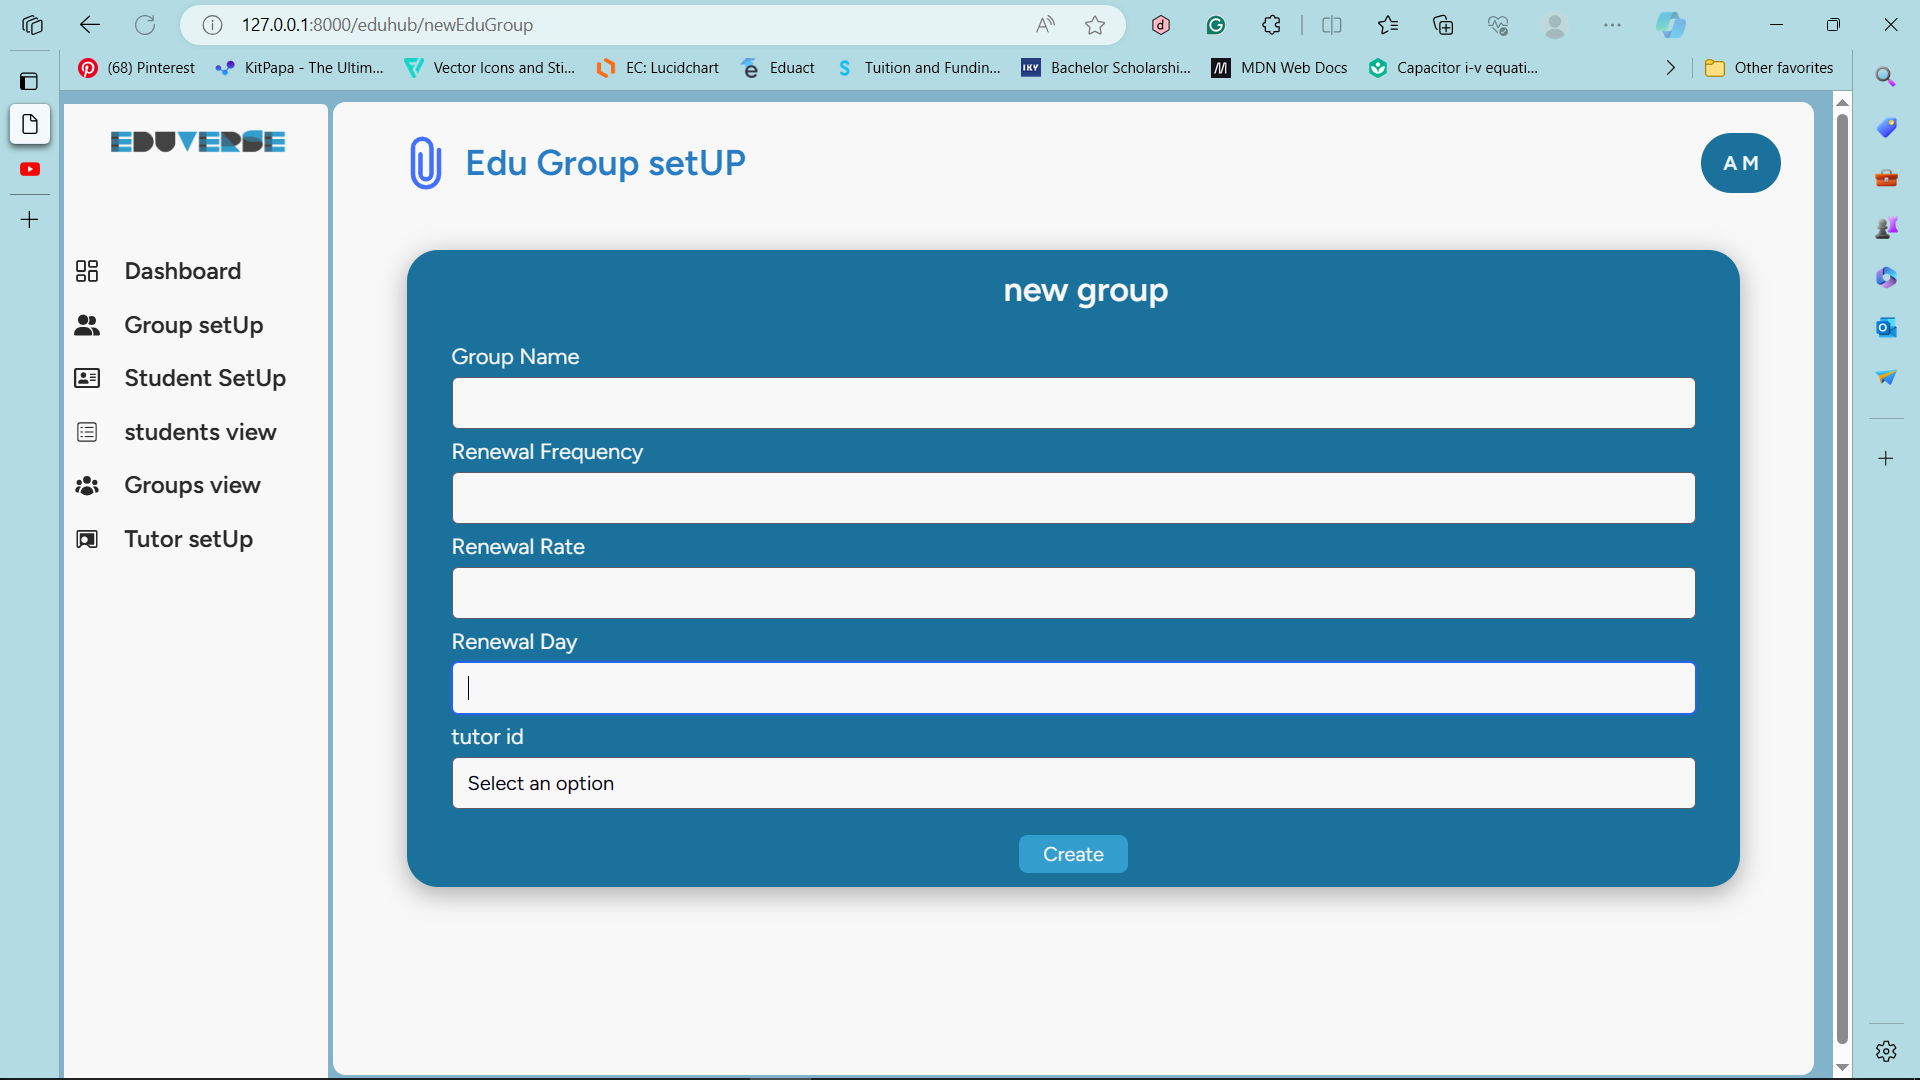 127.0.0.1:8000/eduhub/newEduGroup
(68) Pinterest
KitPapa - The Ultim...
Vector Icons and Sti...
EC: Lucidchart
Eduact
Tuition and Fundin...
IKY
Bachelor Scholarshi...
MDN Web Docs
Capacitor i-v equati...
Other favorites
EDUVERSE
Edu Group setUP
A M
Dashboard
Group setUp
Student SetUp
students view
Groups view
Tutor setUp
new group
Group Name
Renewal Frequency
Renewal Rate
Renewal Day
tutor id
Select an option
Create